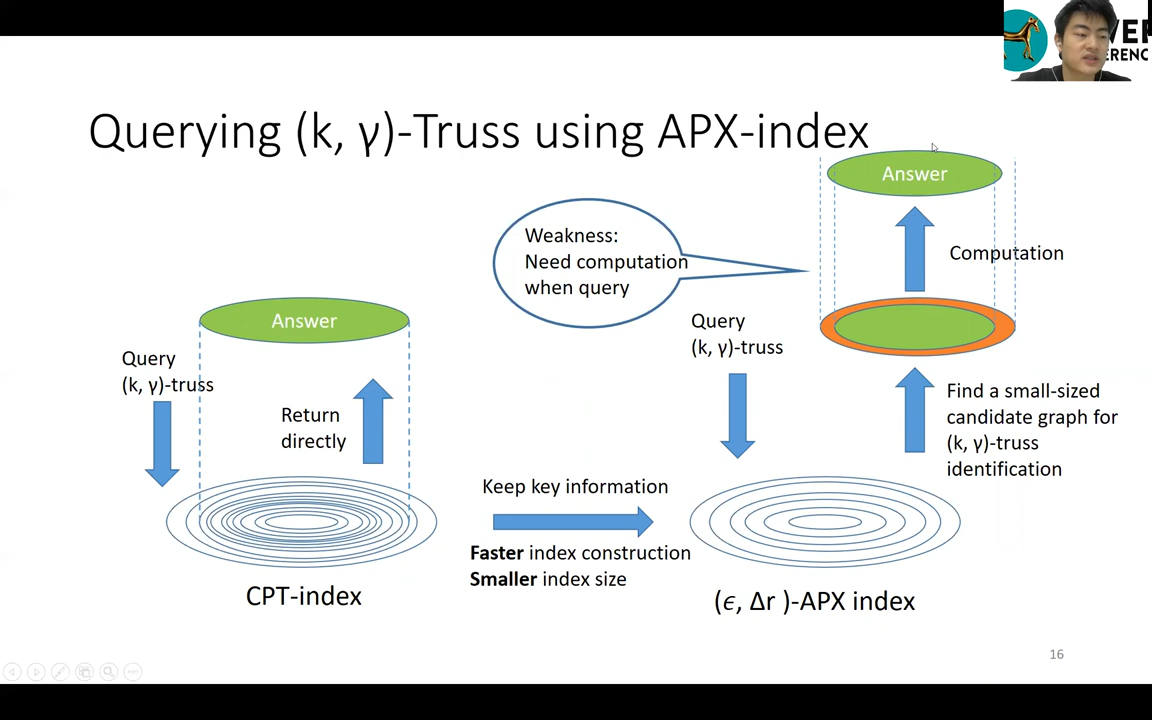 Querying (k, γ)-Truss using APX-index
Answer
Weakness:
Need computation
when query
Computation
Answer
Query
(k, γ)-truss
Query
(k, γ)-truss
Return
directly
Find a small-sized
candidate graph for
(k, γ)-truss
identification
Keep key information
Faster index construction
Smaller index size
CPT-index
(ϵ, Δr )-APX index
16